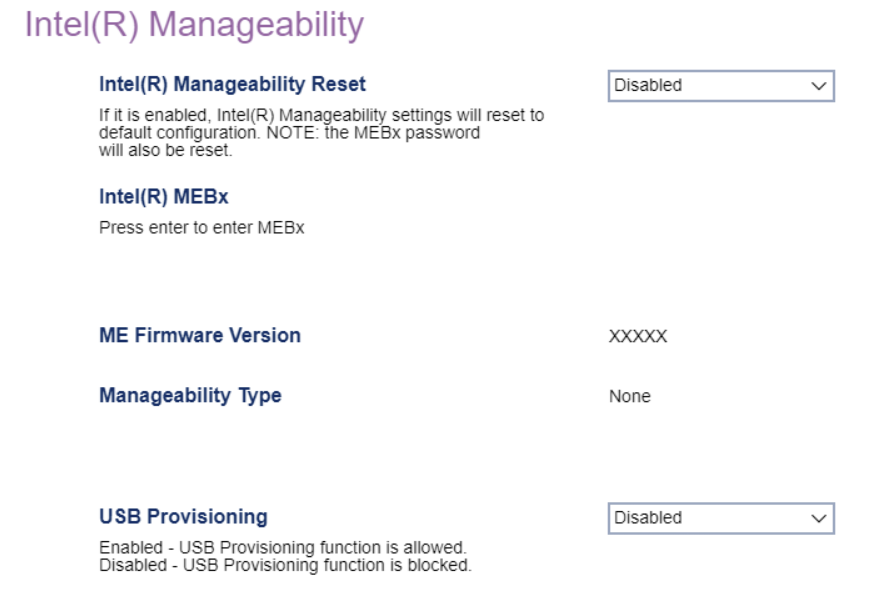 Intel(R) Manageability
Intel(R) Manageability Reset
Disabled
If it is enabled, Intel(R) Manageability settings will reset to
default configuration. NOTE: the MEBx password
will also be reset.
Intel(R) MEBx
Press enter to enter MEBx
ME Firmware Version
XXXXX
Manageability Type
None
USB Provisioning
Disabled
Enabled - USB Provisioning function is allowed.
Disabled - USB Provisioning function is blocked.